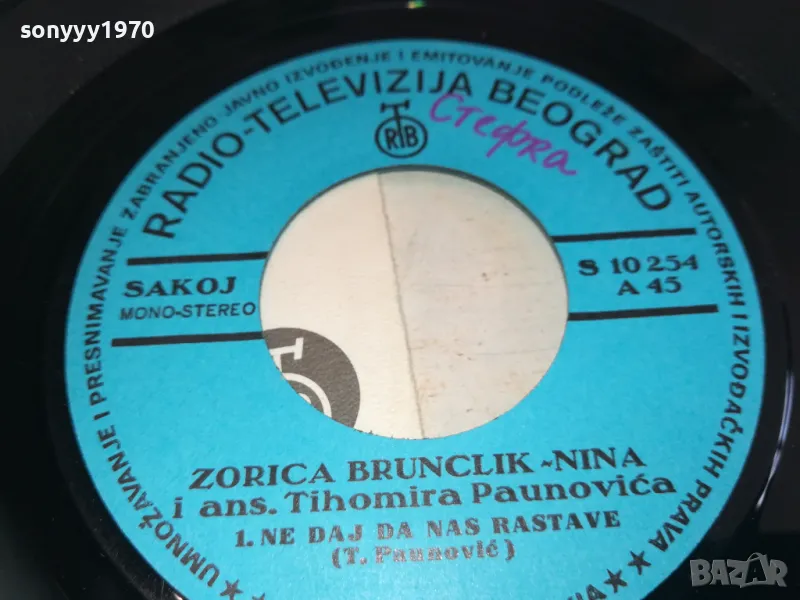 sonyyy1970
UMNOŽAVANJE I PRESNIMAVANJE ZABRANJENO JAVNO IZVOĐENJE I EMITOVANJE PODLEŽE ZAŠTITI AUTORSKIH I IZVOĐAČKIH PRAVA
RADIO-TELEVIZIJA BEOGRAD
RTB
Стефка
SAKOJ
MONO-STEREO
S 10 254
A 45
ZORICA BRUNCLIK -NINA
i ans. Tihomira Paunovića
1. NE DAJ DA NAS RASTAVE
(T. Paunović)
BAZAR